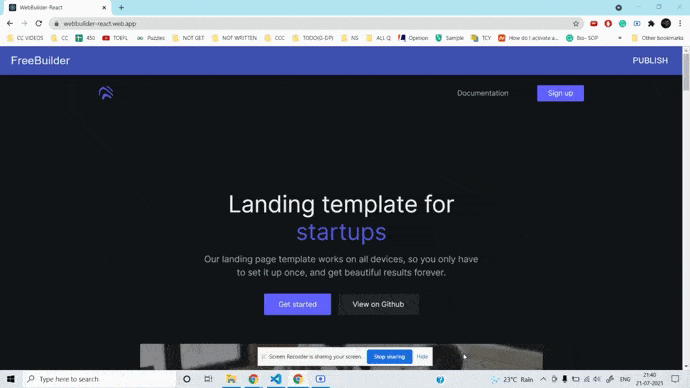 WebBuilder-React
webbuilder-react.web.app
CC VIDEOS
CC
450
TOEFL
Puzzles
NOT GET
NOT WRITTEN
CCC
TODO(G-DP)
NS
ALL Q
Opinion
Sample
TCY
How do I activate a...
Bio- SOP
»
Other bookmarks
FreeBuilder
PUBLISH
Documentation
Sign up
Landing template for
startups
Our landing page template works on all devices, so you only have
to set it up once, and get beautiful results forever.
Get started
View on Github
Screen Recorder is sharing your screen.
Stop sharing
Hide
Type here to search
23°C Rain
ENG
21:40
21-07-2021